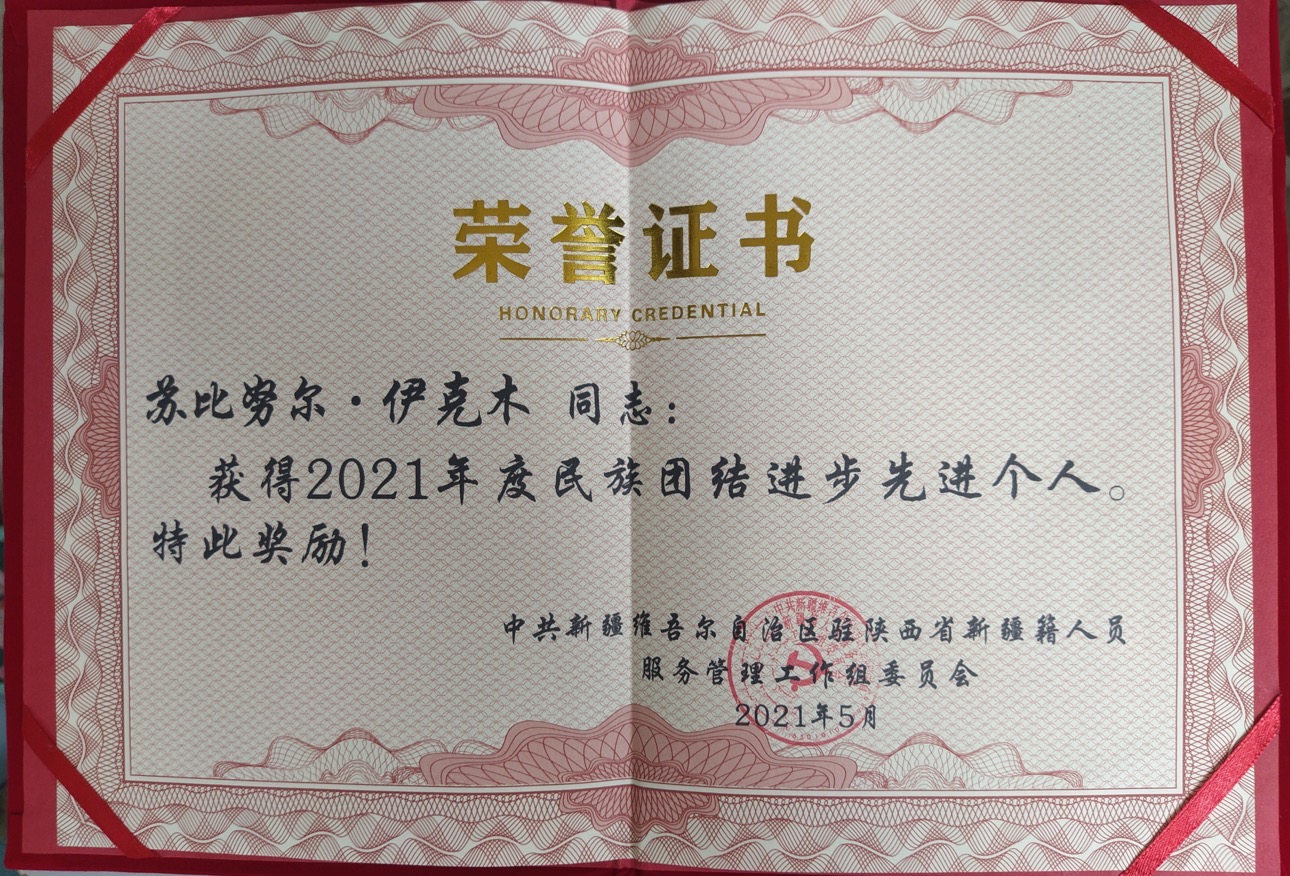 荣誉证书
HONORARY CREDENTIAL
苏比努尔·伊克木 同志：
获得2021年度民族团结进步先进个人。
特此奖励！
中共新疆维吾尔自治区驻陕西省新疆籍人员
服务管理工作组委员会
2021年5月